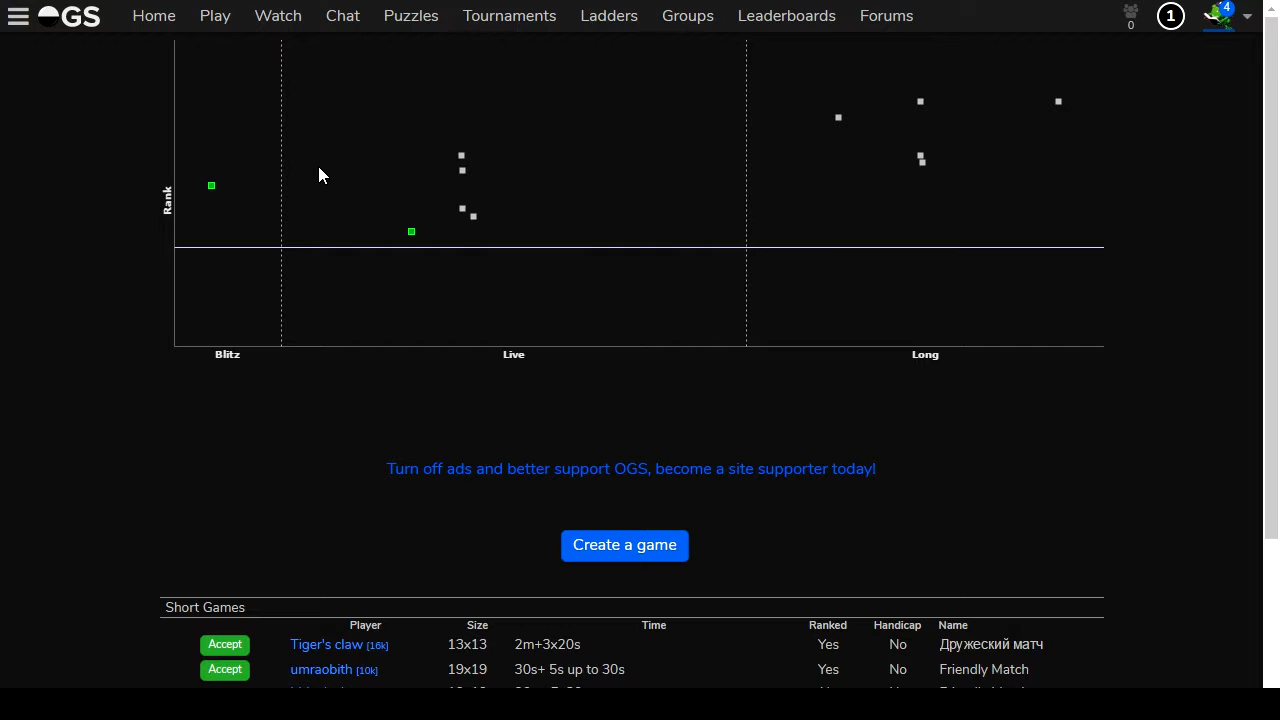 OGS Home Play Watch Chat Puzzles Tournaments Ladders Groups Leaderboards Forums 0 1 4
Rank
Blitz Live Long
Turn off ads and better support OGS, become a site supporter today!
Create a game
Short Games
Player Size Time Ranked Handicap Name
Accept Tiger's claw [16k] 13x13 2m+3x20s Yes No Дружеский матч
Accept umraobith [10k] 19x19 30s+ 5s up to 30s Yes No Friendly Match